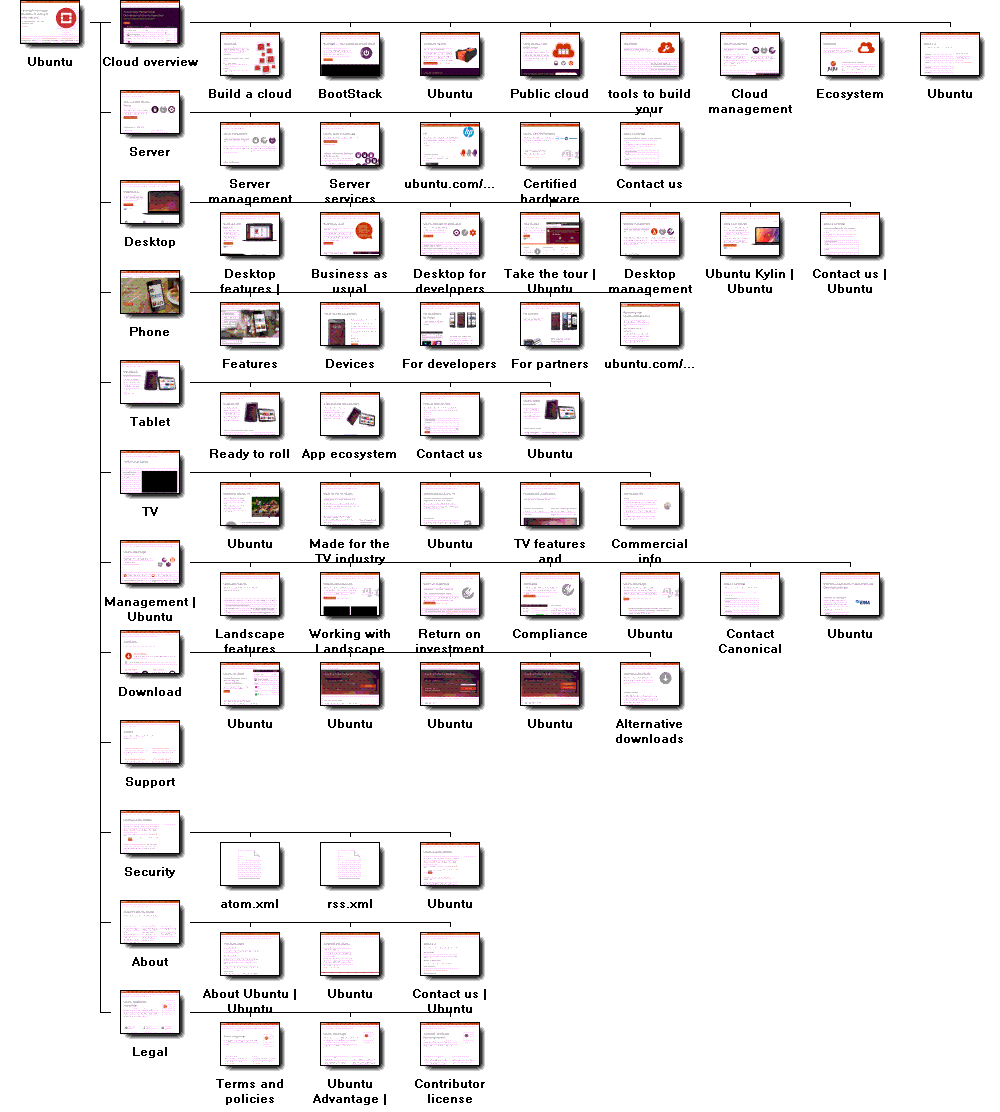 Ubuntu
Cloud overview
Build a cloud
BootStack
Ubuntu
Public cloud
tools to build
your
Cloud
management
Ecosystem
Ubuntu
Server
Server
management
Server
services
ubuntu.com/...
Certified
hardware
Contact us
Desktop
Desktop
features |
Business as
usual
Desktop for
developers
Take the tour |
Ubuntu
Desktop
management
Ubuntu Kylin |
Ubuntu
Contact us |
Ubuntu
Phone
Features
Devices
For developers
For partners
ubuntu.com/...
Tablet
Ready to roll
App ecosystem
Contact us
Ubuntu
TV
Ubuntu
Made for the
TV industry
Ubuntu
TV features
and
Commercial
info
Management |
Ubuntu
Landscape
features
Working with
Landscape
Return on
investment
Compliance
Ubuntu
Contact
Canonical
Ubuntu
Download
Ubuntu
Ubuntu
Ubuntu
Ubuntu
Alternative
downloads
Support
Security
atom.xml
rss.xml
Ubuntu
About
About Ubuntu |
Ubuntu
Ubuntu
Contact us |
Ubuntu
Legal
Terms and
policies
Ubuntu
Advantage |
Contributor
license